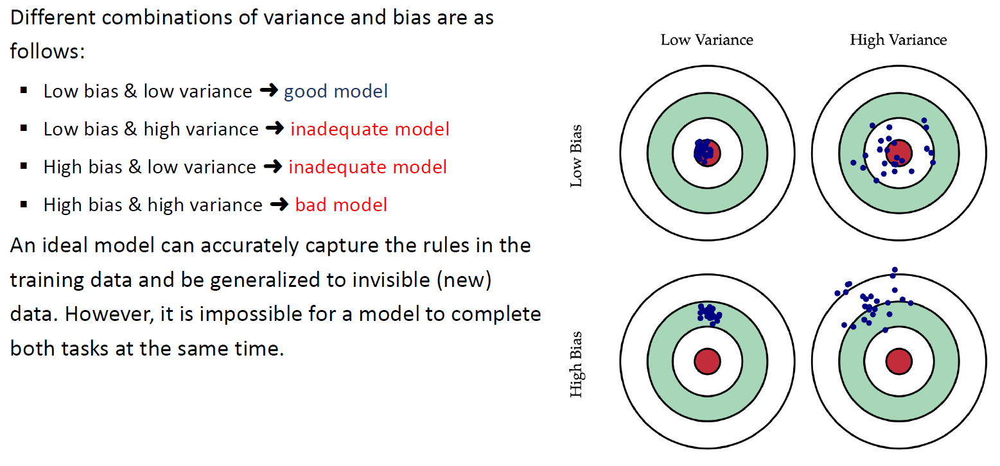 Different combinations of variance and bias are as
follows:
▪ Low bias & low variance ➜ good model
▪ Low bias & high variance ➜ inadequate model
▪ High bias & low variance ➜ inadequate model
▪ High bias & high variance ➜ bad model
An ideal model can accurately capture the rules in the
training data and be generalized to invisible (new)
data. However, it is impossible for a model to complete
both tasks at the same time.
Low Variance
High Variance
Low Bias
High Bias